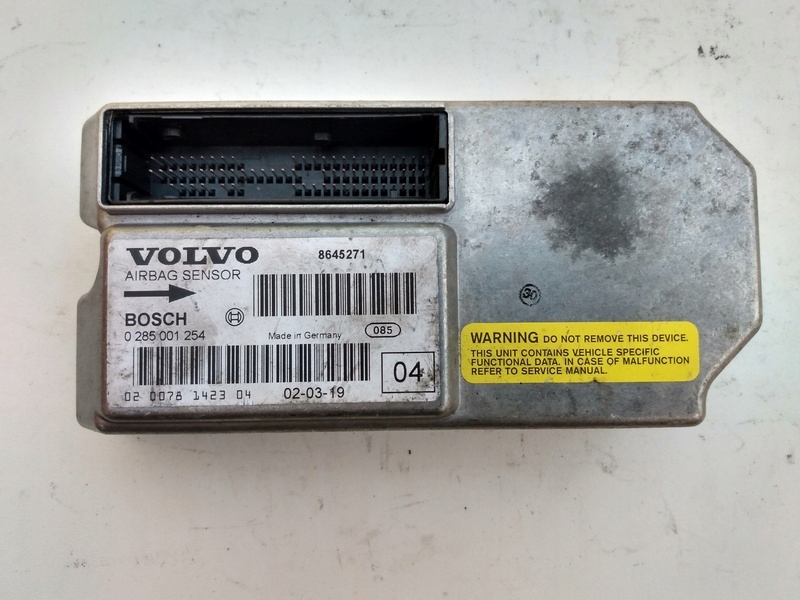 VOLVO
8645271
AIRBAG SENSOR
BOSCH
0 285 001 254
Made in Germany
085
02 0078 1423 04
02-03-19
04
30
WARNING DO NOT REMOVE THIS DEVICE.
THIS UNIT CONTAINS VEHICLE SPECIFIC
FUNCTIONAL DATA. IN CASE OF MALFUNCTION
REFER TO SERVICE MANUAL.